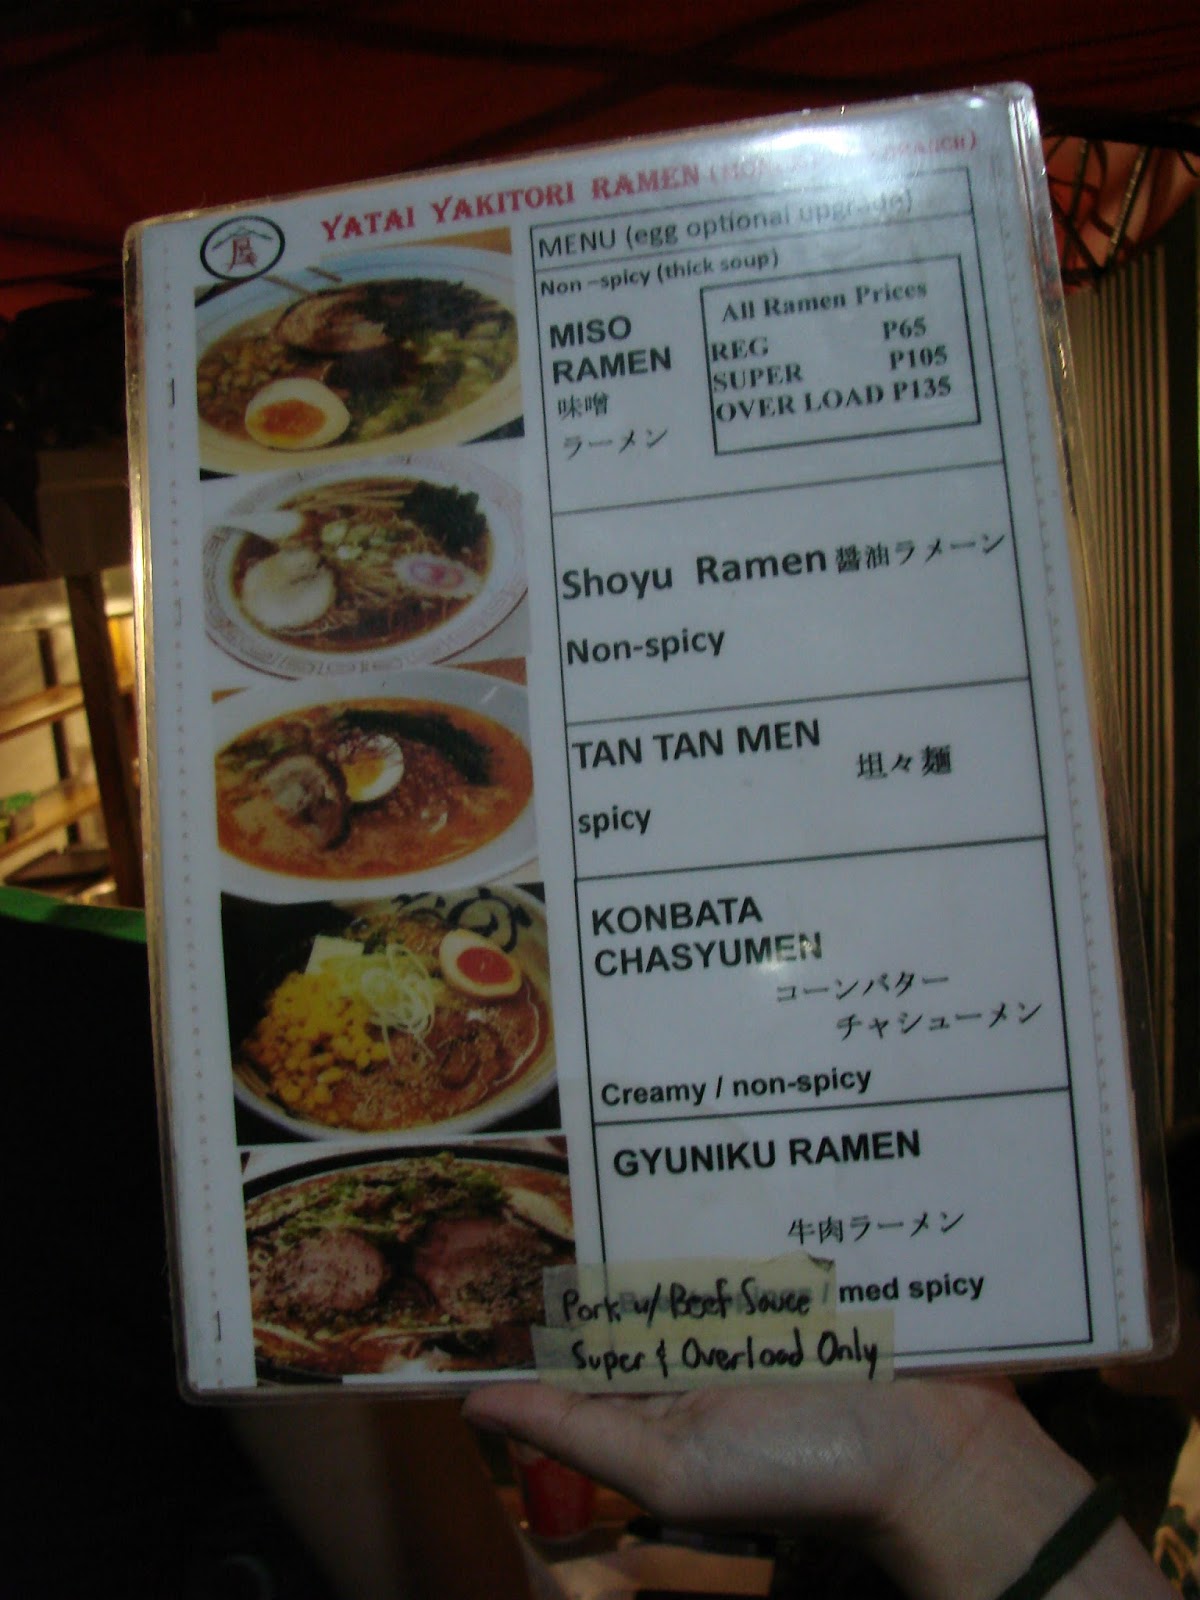 YATAI YAKITORI RAMEN
屋
MENU (egg optional upgrade)
Non –spicy (thick soup)
MISO
RAMEN
味噌
ラーメン
All Ramen Prices
REG P65
SUPER P105
OVER LOAD P135
Shoyu Ramen 醤油ラメーン
Non-spicy
TAN TAN MEN
坦々麺
spicy
KONBATA
CHASYUMEN
コーンバター
チャシューメン
Creamy / non-spicy
GYUNIKU RAMEN
牛肉ラーメン
Pork w/ Beef Sauce / med spicy
Super & Overload Only